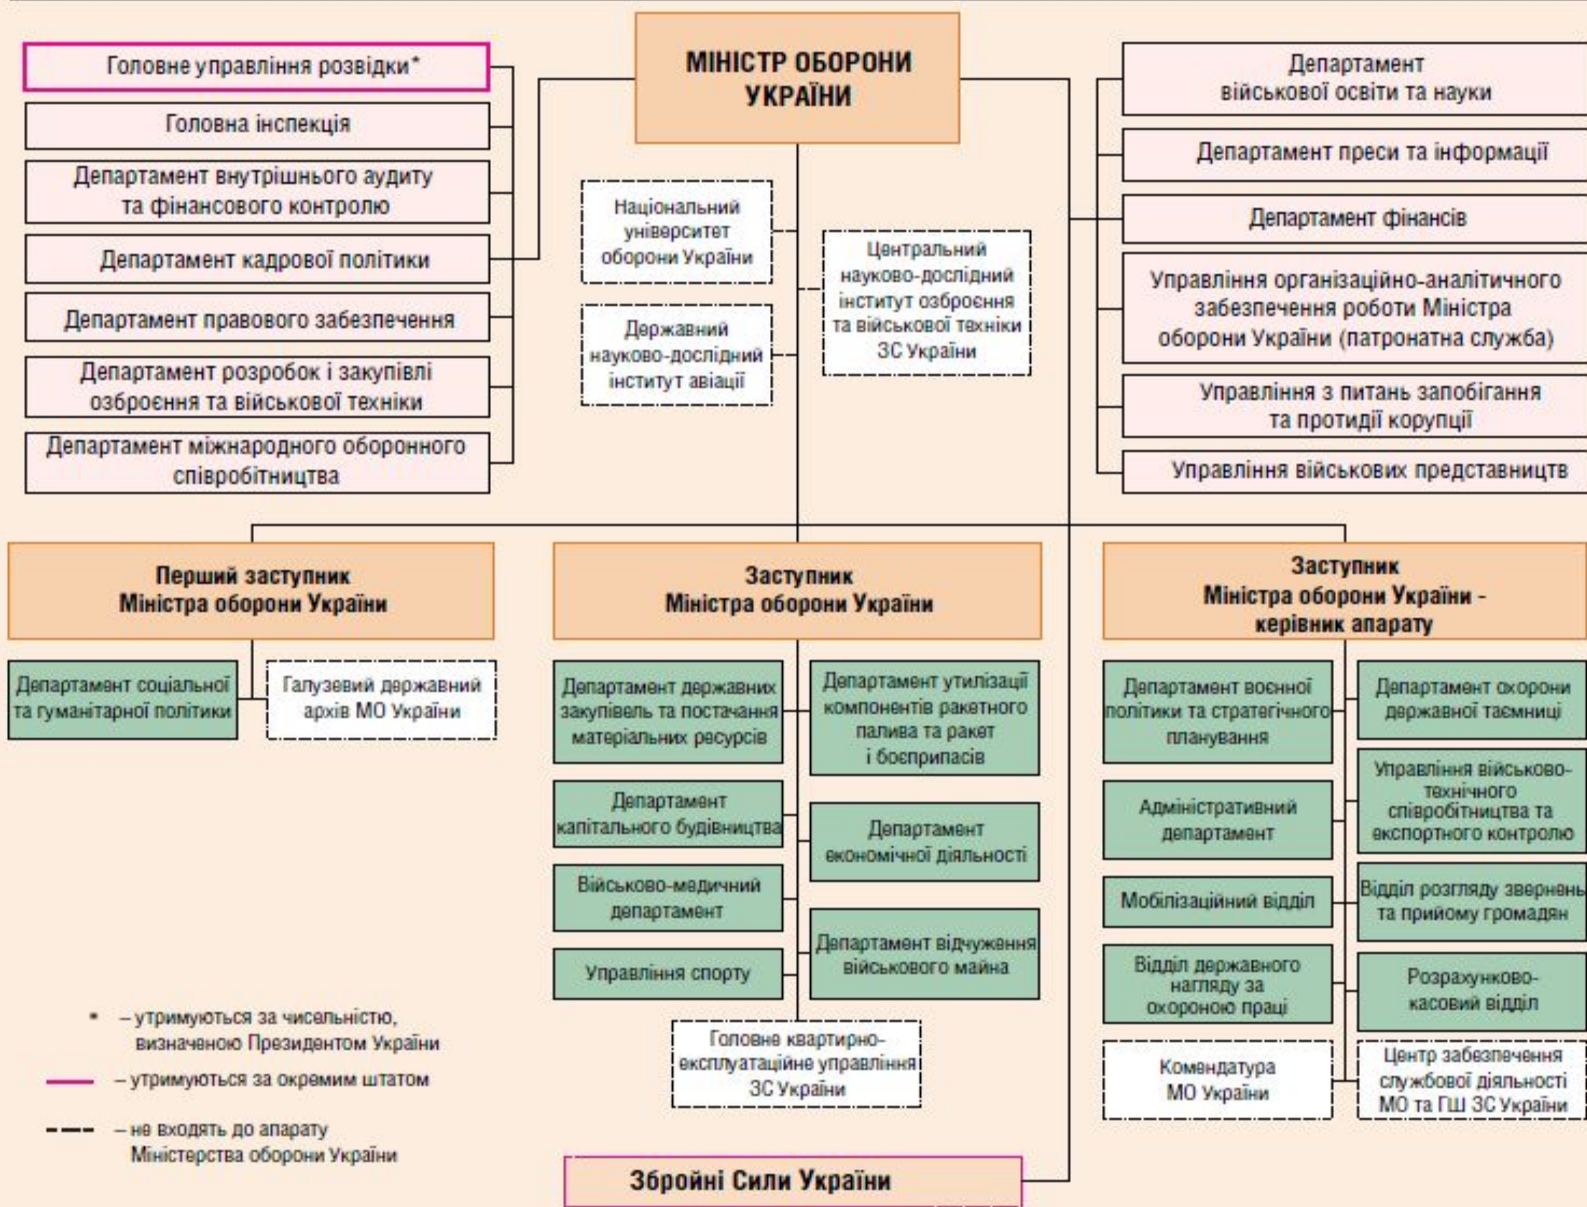 МІНІСТР ОБОРОНИ
УКРАЇНИ
Головне управління розвідки*
Головна інспекція
Департамент внутрішнього аудиту
та фінансового контролю
Департамент кадрової політики
Департамент правового забезпечення
Департамент розробок і закупівлі
озброєння та військової техніки
Департамент міжнародного оборонного
співробітництва
Національний
університет
оборони України
Державний
науково-дослідний
інститут авіації
Центральний
науково-дослідний
інститут озброєння
та військової техніки
ЗС України
Департамент
військової освіти та науки
Департамент преси та інформації
Департамент фінансів
Управління організаційно-аналітичного
забезпечення роботи Міністра
оборони України (патронатна служба)
Управління з питань запобігання
та протидії корупції
Управління військових представництв
Перший заступник
Міністра оборони України
Департамент соціальної
та гуманітарної політики
Галузевий державний
архів МО України
Заступник
Міністра оборони України
Департамент державних
закупівель та постачання
матеріальних ресурсів
Департамент утилізації
компонентів ракетного
палива та ракет
і боєприпасів
Департамент
капітального будівництва
Департамент
економічної діяльності
Військово-медичний
департамент
Департамент відчуження
військового майна
Управління спорту
Головне квартирно-
експлуатаційне управління
ЗС України
Заступник
Міністра оборони України -
керівник апарату
Департамент воєнної
політики та стратегічного
планування
Департамент охорони
державної таємниці
Адміністративний
департамент
Управління військово-
технічного
співробітництва та
експортного контролю
Мобілізаційний відділ
Відділ розгляду звернень
та прийому громадян
Відділ державного
нагляду за
охороною праці
Розрахунково-
касовий відділ
Комендатура
МО України
Центр забезпечення
службової діяльності
МО та ГШ ЗС України
* – утримуються за чисельністю,
визначеною Президентом України
– утримуються за окремим штатом
– не входять до апарату
Міністерства оборони України
Збройні Сили України